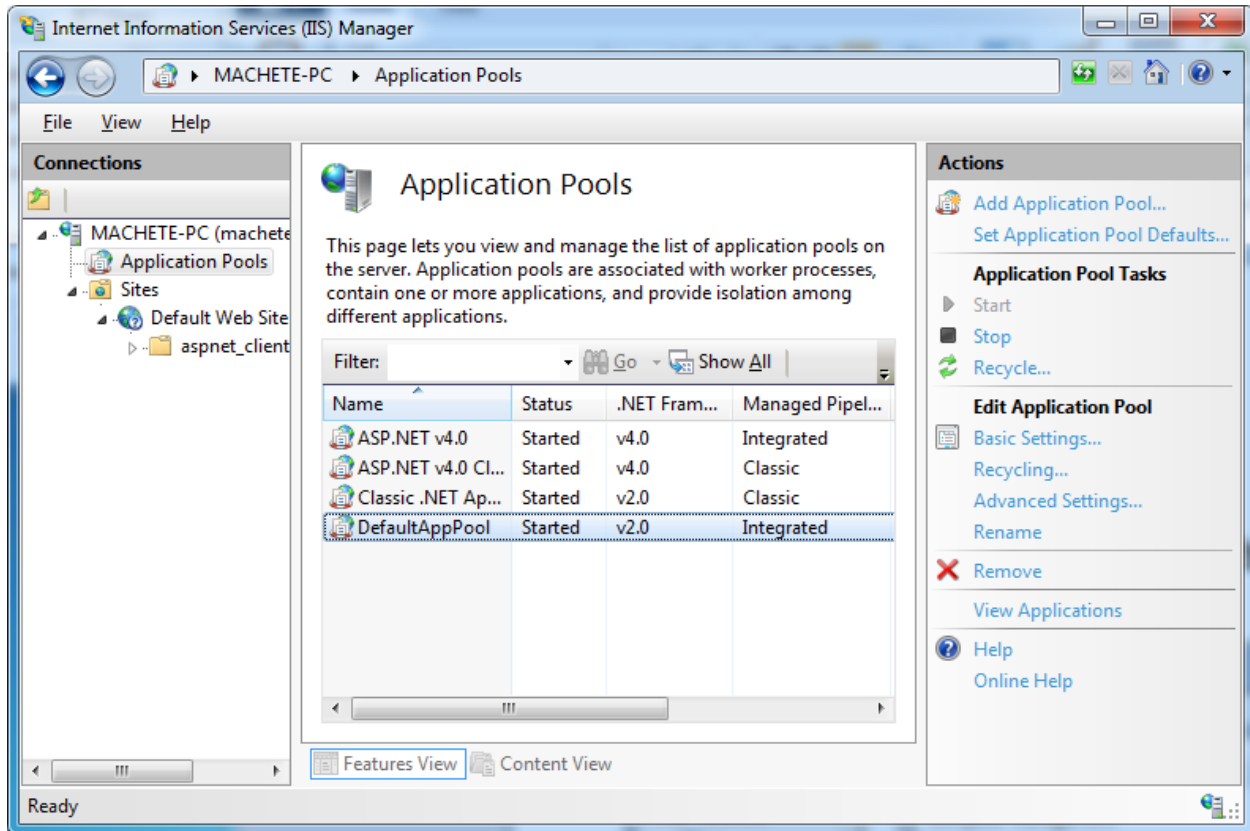 Internet Information Services (IIS) Manager
MACHETE-PC Application Pools
File View Help
Connections
MACHETE-PC (machete
Application Pools
Sites
Default Web Site
aspnet_client
Application Pools
This page lets you view and manage the list of application pools on
the server. Application pools are associated with worker processes,
contain one or more applications, and provide isolation among
different applications.
Filter: Go Show All
Name Status .NET Fram... Managed Pipel...
ASP.NET v4.0 Started v4.0 Integrated
ASP.NET v4.0 Cl... Started v4.0 Classic
Classic .NET Ap... Started v2.0 Classic
DefaultAppPool Started v2.0 Integrated
Features View Content View
Actions
Add Application Pool...
Set Application Pool Defaults...
Application Pool Tasks
Start
Stop
Recycle...
Edit Application Pool
Basic Settings...
Recycling...
Advanced Settings...
Rename
Remove
View Applications
Help
Online Help
Ready